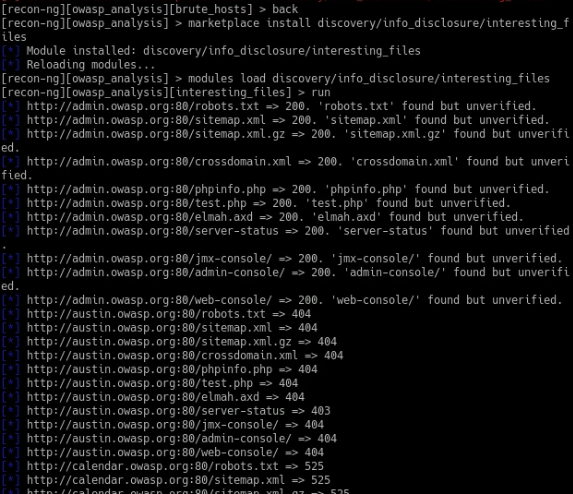 [recon-ng][owasp_analysis][brute_hosts] > back
[recon-ng][owasp_analysis] > marketplace install discovery/info_disclosure/interesting_f
iles
[*] Module installed: discovery/info_disclosure/interesting_files
[*] Reloading modules...
[recon-ng][owasp_analysis] > modules load discovery/info_disclosure/interesting_files
[recon-ng][owasp_analysis][interesting_files] > run
[*] http://admin.owasp.org:80/robots.txt => 200. 'robots.txt' found but unverified.
[*] http://admin.owasp.org:80/sitemap.xml => 200. 'sitemap.xml' found but unverified.
[*] http://admin.owasp.org:80/sitemap.xml.gz => 200. 'sitemap.xml.gz' found but unverifi
ed.
[*] http://admin.owasp.org:80/crossdomain.xml => 200. 'crossdomain.xml' found but unveri
fied.
[*] http://admin.owasp.org:80/phpinfo.php => 200. 'phpinfo.php' found but unverified.
[*] http://admin.owasp.org:80/test.php => 200. 'test.php' found but unverified.
[*] http://admin.owasp.org:80/elmah.axd => 200. 'elmah.axd' found but unverified.
[*] http://admin.owasp.org:80/server-status => 200. 'server-status' found but unverified
.
[*] http://admin.owasp.org:80/jmx-console/ => 200. 'jmx-console/' found but unverified.
[*] http://admin.owasp.org:80/admin-console/ => 200. 'admin-console/' found but unverifi
ed.
[*] http://admin.owasp.org:80/web-console/ => 200. 'web-console/' found but unverified.
[*] http://austin.owasp.org:80/robots.txt => 404
[*] http://austin.owasp.org:80/sitemap.xml => 404
[*] http://austin.owasp.org:80/sitemap.xml.gz => 404
[*] http://austin.owasp.org:80/crossdomain.xml => 404
[*] http://austin.owasp.org:80/phpinfo.php => 404
[*] http://austin.owasp.org:80/test.php => 404
[*] http://austin.owasp.org:80/elmah.axd => 404
[*] http://austin.owasp.org:80/server-status => 403
[*] http://austin.owasp.org:80/jmx-console/ => 404
[*] http://austin.owasp.org:80/admin-console/ => 404
[*] http://austin.owasp.org:80/web-console/ => 404
[*] http://calendar.owasp.org:80/robots.txt => 525
[*] http://calendar.owasp.org:80/sitemap.xml => 525
[*] http://calendar.owasp.org:80/sitemap.xml.gz => 525